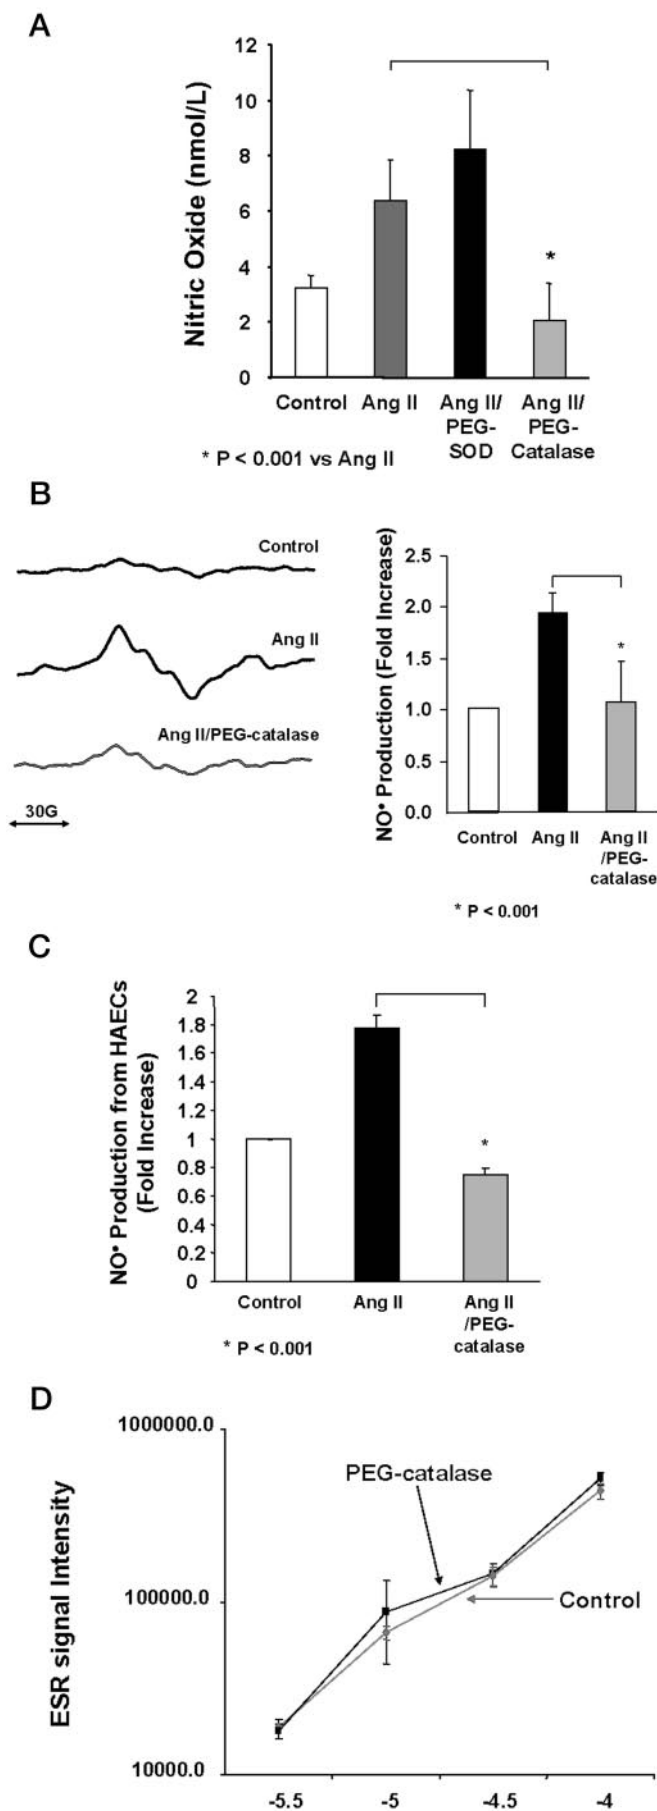 A
Nitric Oxide (nmol/L)
12
10
8
6
4
2
0
*
Control
Ang II
Ang II/
PEG-
SOD
Ang II/
PEG-
Catalase
* P < 0.001 vs Ang II
B
Control
Ang II
Ang II/PEG-catalase
30G
NO• Production (Fold Increase)
2.5
2.0
1.5
1.0
0.5
0.0
*
Control
Ang II
Ang II
/PEG-
catalase
* P < 0.001
C
NO• Production from HAECs
(Fold Increase)
2
1.8
1.6
1.4
1.2
1
0.8
0.6
0.4
0.2
0
*
Control
Ang II
Ang II
/PEG-
catalase
* P < 0.001
D
ESR signal Intensity
1000000.0
100000.0
10000.0
PEG-catalase
Control
-5.5
-5
-4.5
-4